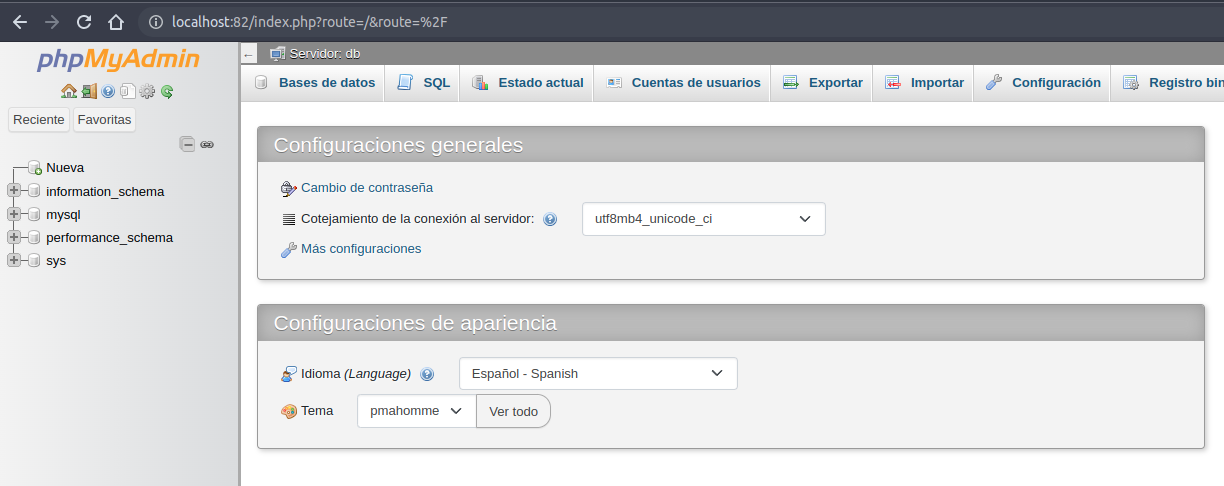 localhost:82/index.php?route=/&route=%2F
phpMyAdmin
Reciente Favoritas
Nueva
information_schema
mysql
performance_schema
sys
← Servidor: db
Bases de datos SQL Estado actual Cuentas de usuarios Exportar Importar Configuración Registro bin
Configuraciones generales
Cambio de contraseña
Cotejamiento de la conexión al servidor: utf8mb4_unicode_ci
Más configuraciones
Configuraciones de apariencia
Idioma (Language) Español - Spanish
Tema pmahomme Ver todo